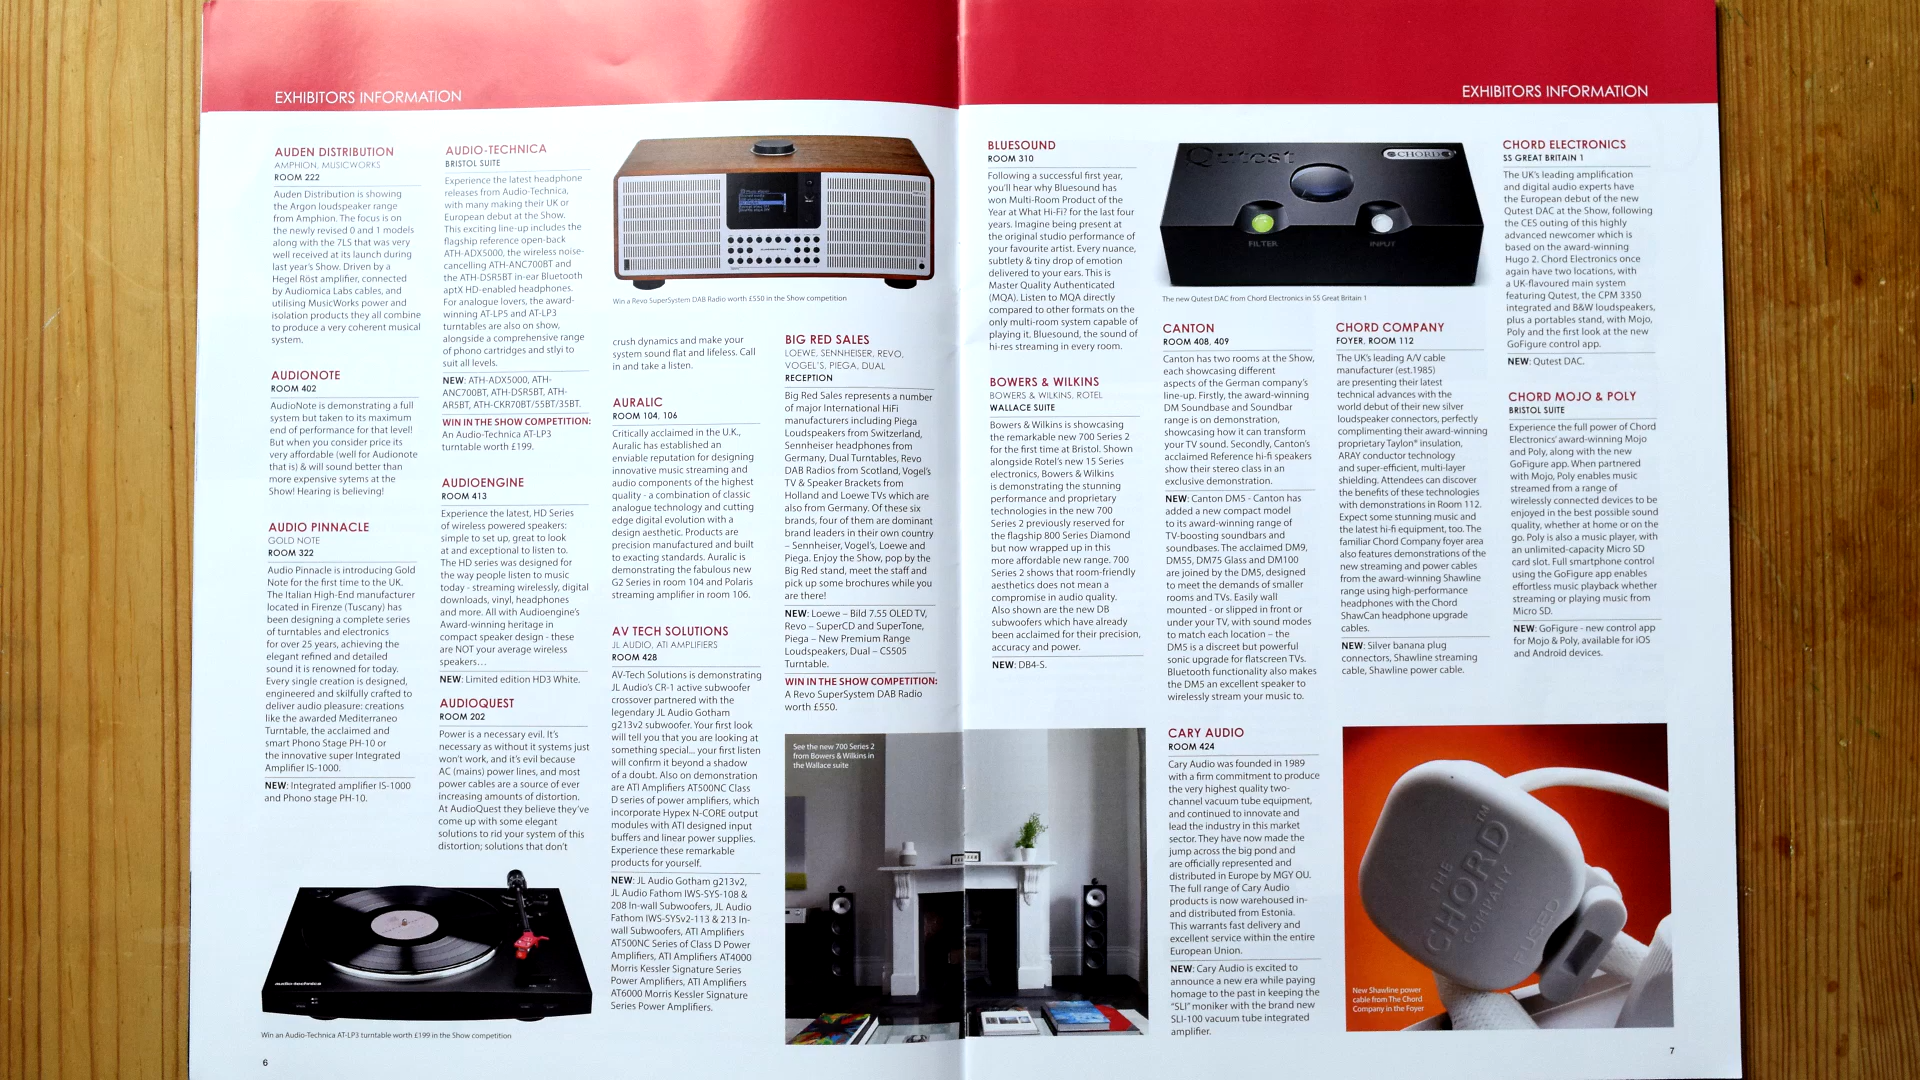 EXHIBITORS INFORMATION
AUDEN DISTRIBUTION
AMPHION, MUSICWORKS
ROOM 222
Auden Distribution is showing
the Argon loudspeaker range
from Amphion. The focus is on
the newly revised 0 and 1 models
along with the 7LS that was very
well received at its launch during
last year's Show. Driven by a
Hegel Röst amplifier, connected
by Audiomica Labs cables, and
utilising MusicWorks power and
isolation products they all combine
to produce a very coherent musical
system.
AUDIONOTE
ROOM 402
AudioNote is demonstrating a full
system but taken to its maximum
end of performance for that level!
But when you consider price its
very affordable (well for Audionote
that is) & will sound better than
more expensive sytems at the
Show! Hearing is believing!
AUDIO PINNACLE
GOLD NOTE
ROOM 322
Audio Pinnacle is introducing Gold
Note for the first time to the UK.
The Italian High-End manufacturer
located in Firenze (Tuscany) has
been designing a complete series
of turntables and electronics
for over 25 years, achieving the
elegant refined and detailed
sound it is renowned for today.
Every single creation is designed,
engineered and skilfully crafted to
deliver audio pleasure: creations
like the awarded Mediterraneo
Turntable, the acclaimed and
smart Phono Stage PH-10 or
the innovative super Integrated
Amplifier IS-1000.
NEW: Integrated amplifier IS-1000
and Phono stage PH-10.
AUDIO-TECHNICA
BRISTOL SUITE
Experience the latest headphone
releases from Audio-Technica,
with many making their UK or
European debut at the Show.
This exciting line-up includes the
flagship reference open-back
ATH-ADX5000, the wireless noise-
cancelling ATH-ANC700BT and
the ATH-DSR5BT in-ear Bluetooth
aptX HD-enabled headphones.
For analogue lovers, the award-
winning AT-LP5 and AT-LP3
turntables are also on show,
alongside a comprehensive range
of phono cartridges and styli to
suit all levels.
NEW: ATH-ADX5000, ATH-
ANC700BT, ATH-DSR5BT, ATH-
AR5BT, ATH-CKR70BT/55BT/35BT.
WIN IN THE SHOW COMPETITION:
An Audio-Technica AT-LP3
turntable worth £199.
AUDIOENGINE
ROOM 413
Experience the latest, HD Series
of wireless powered speakers:
simple to set up, great to look
at and exceptional to listen to.
The HD series was designed for
the way people listen to music
today - streaming wirelessly, digital
downloads, vinyl, headphones
and more. All with Audioengine's
Award-winning heritage in
compact speaker design - these
are NOT your average wireless
speakers…
NEW: Limited edition HD3 White.
AUDIOQUEST
ROOM 202
Power is a necessary evil. It's
necessary as without it systems just
won't work, and it's evil because
AC (mains) power lines, and most
power cables are a source of ever
increasing amounts of distortion.
At AudioQuest they believe they've
come up with some elegant
solutions to rid your system of this
distortion; solutions that don't
audio-technica
Win an Audio-Technica AT-LP3 turntable worth £199 in the Show competition
6
Win a Revo SuperSystem DAB Radio worth £550 in the Show competition
crush dynamics and make your
system sound flat and lifeless. Call
in and take a listen.
AURALIC
ROOM 104, 106
Critically acclaimed in the U.K.,
Auralic has established an
enviable reputation for designing
innovative music streaming and
audio components of the highest
quality - a combination of classic
analogue technology and cutting
edge digital evolution with a
design aesthetic. Products are
precision manufactured and built
to exacting standards. Auralic is
demonstrating the fabulous new
G2 Series in room 104 and Polaris
streaming amplifier in room 106.
AV TECH SOLUTIONS
JL AUDIO, ATI AMPLIFIERS
ROOM 428
AV-Tech Solutions is demonstrating
JL Audio's CR-1 active subwoofer
crossover partnered with the
legendary JL Audio Gotham
g213v2 subwoofer. Your first look
will tell you that you are looking at
something special... your first listen
will confirm it beyond a shadow
of a doubt. Also on demonstration
are ATI Amplifiers AT500NC Class
D series of power amplifiers, which
incorporate Hypex N-CORE output
modules with ATI designed input
buffers and linear power supplies.
Experience these remarkable
products for yourself.
NEW: JL Audio Gotham g213v2,
JL Audio Fathom IWS-SYS-108 &
208 In-wall Subwoofers, JL Audio
Fathom IWS-SYSv2-113 & 213 In-
wall Subwoofers, ATI Amplifiers
AT500NC Series of Class D Power
Amplifiers, ATI Amplifiers AT4000
Morris Kessler Signature Series
Power Amplifiers, ATI Amplifiers
AT6000 Morris Kessler Signature
Series Power Amplifiers.
BIG RED SALES
LOEWE, SENNHEISER, REVO,
VOGEL'S, PIEGA, DUAL
RECEPTION
Big Red Sales represents a number
of major International HiFi
manufacturers including Piega
Loudspeakers from Switzerland,
Sennheiser headphones from
Germany, Dual Turntables, Revo
DAB Radios from Scotland, Vogel's
TV & Speaker Brackets from
Holland and Loewe TVs which are
also from Germany. Of these six
brands, four of them are dominant
brand leaders in their own country
– Sennheiser, Vogel's, Loewe and
Piega. Enjoy the Show, pop by the
Big Red stand, meet the staff and
pick up some brochures while you
are there!
NEW: Loewe – Bild 7.55 OLED TV,
Revo – SuperCD and SuperTone,
Piega – New Premium Range
Loudspeakers, Dual – CS505
Turntable.
WIN IN THE SHOW COMPETITION:
A Revo SuperSystem DAB Radio
worth £550.
See the new 700 Series 2
from Bowers & Wilkins in
the Wallace suite
EXHIBITORS INFORMATION
BLUESOUND
ROOM 310
Following a successful first year,
you'll hear why Bluesound has
won Multi-Room Product of the
Year at What Hi-Fi? for the last four
years. Imagine being present at
the original studio performance of
your favourite artist. Every nuance,
subtlety & tiny drop of emotion
delivered to your ears. This is
Master Quality Authenticated
(MQA). Listen to MQA directly
compared to other formats on the
only multi-room system capable of
playing it. Bluesound, the sound of
hi-res streaming in every room.
BOWERS & WILKINS
BOWERS & WILKINS, ROTEL
WALLACE SUITE
Bowers & Wilkins is showcasing
the remarkable new 700 Series 2
for the first time at Bristol. Shown
alongside Rotel's new 15 Series
electronics, Bowers & Wilkins
is demonstrating the stunning
performance and proprietary
technologies in the new 700
Series 2 previously reserved for
the flagship 800 Series Diamond
but now wrapped up in this
more affordable new range. 700
Series 2 shows that room-friendly
aesthetics does not mean a
compromise in audio quality.
Also shown are the new DB
subwoofers which have already
been acclaimed for their precision,
accuracy and power.
NEW: DB4-S.
Qutest
CHORD
FILTER
INPUT
The new Qutest DAC from Chord Electronics in SS Great Britain 1
CANTON
ROOM 408, 409
Canton has two rooms at the Show,
each showcasing different
aspects of the German company's
line-up. Firstly, the award-winning
DM Soundbase and Soundbar
range is on demonstration,
showcasing how it can transform
your TV sound. Secondly, Canton's
acclaimed Reference hi-fi speakers
show their stereo class in an
exclusive demonstration.
NEW: Canton DM5 - Canton has
added a new compact model
to its award-winning range of
TV-boosting soundbars and
soundbases. The acclaimed DM9,
DM55, DM75 Glass and DM100
are joined by the DM5, designed
to meet the demands of smaller
rooms and TVs. Easily wall
mounted - or slipped in front or
under your TV, with sound modes
to match each location – the
DM5 is a discreet but powerful
sonic upgrade for flatscreen TVs.
Bluetooth functionality also makes
the DM5 an excellent speaker to
wirelessly stream your music to.
CARY AUDIO
ROOM 424
Cary Audio was founded in 1989
with a firm commitment to produce
the very highest quality two-
channel vacuum tube equipment,
and continued to innovate and
lead the industry in this market
sector. They have now made the
jump across the big pond and
are officially represented and
distributed in Europe by MGY OU.
The full range of Cary Audio
products is now warehoused in-
and distributed from Estonia.
This warrants fast delivery and
excellent service within the entire
European Union.
NEW: Cary Audio is excited to
announce a new era while paying
homage to the past in keeping the
"SLI" moniker with the brand new
SLI-100 vacuum tube integrated
amplifier.
CHORD COMPANY
FOYER, ROOM 112
The UK's leading A/V cable
manufacturer (est.1985)
are presenting their latest
technical advances with the
world debut of their new silver
loudspeaker connectors, perfectly
complimenting their award-winning
proprietary Taylon® insulation,
ARAY conductor technology
and super-efficient, multi-layer
shielding. Attendees can discover
the benefits of these technologies
with demonstrations in Room 112.
Expect some stunning music and
the latest hi-fi equipment, too. The
familiar Chord Company foyer area
also features demonstrations of the
new streaming and power cables
from the award-winning Shawline
range using high-performance
headphones with the Chord
ShawCan headphone upgrade
cables.
NEW: Silver banana plug
connectors, Shawline streaming
cable, Shawline power cable.
CHORD ELECTRONICS
SS GREAT BRITAIN 1
The UK's leading amplification
and digital audio experts have
the European debut of the new
Qutest DAC at the Show, following
the CES outing of this highly
advanced newcomer which is
based on the award-winning
Hugo 2. Chord Electronics once
again have two locations, with
a UK-flavoured main system
featuring Qutest, the CPM 3350
integrated and B&W loudspeakers,
plus a portables stand, with Mojo,
Poly and the first look at the new
GoFigure control app.
NEW: Qutest DAC.
CHORD MOJO & POLY
BRISTOL SUITE
Experience the full power of Chord
Electronics' award-winning Mojo
and Poly, along with the new
GoFigure app. When partnered
with Mojo, Poly enables music
streamed from a range of
wirelessly connected devices to be
enjoyed in the best possible sound
quality, whether at home or on the
go. Poly is also a music player, with
an unlimited-capacity Micro SD
card slot. Full smartphone control
using the GoFigure app enables
effortless music playback whether
streaming or playing music from
Micro SD.
NEW: GoFigure - new control app
for Mojo & Poly, available for iOS
and Android devices.
THE
CHORD™
COMPANY
FUSED
New Shawline power
cable from The Chord
Company in the Foyer
7